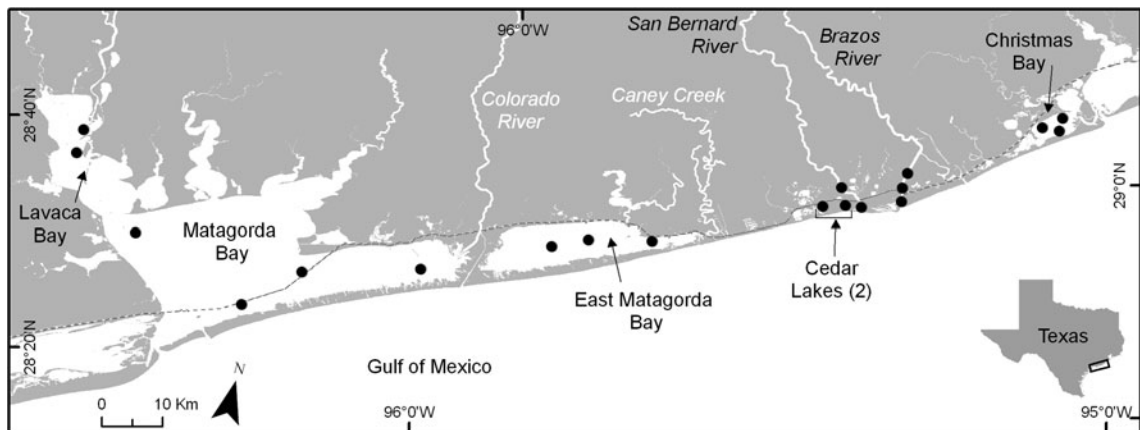 96°0'W
San Bernard
River
Brazos
River
Christmas
Bay
28°40'N
Colorado
River
Caney Creek
29°0'N
Lavaca
Bay
Matagorda
Bay
Cedar
Lakes (2)
East Matagorda
Bay
28°20'N
Texas
Gulf of Mexico
N
0 10 Km
96°0'W
95°0'W